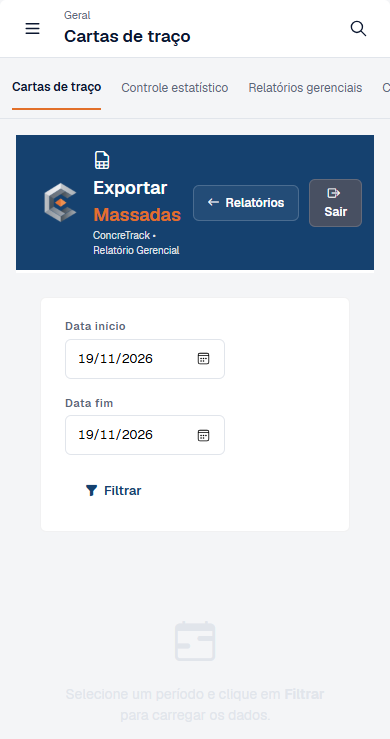 Geral
Cartas de traço
Cartas de traço Controle estatístico Relatórios gerenciais C
Exportar
Massadas
ConcreTrack •
Relatório Gerencial
← Relatórios
Sair
Data início
19/11/2026
Data fim
19/11/2026
Filtrar
Selecione um período e clique em Filtrar
para carregar os dados.